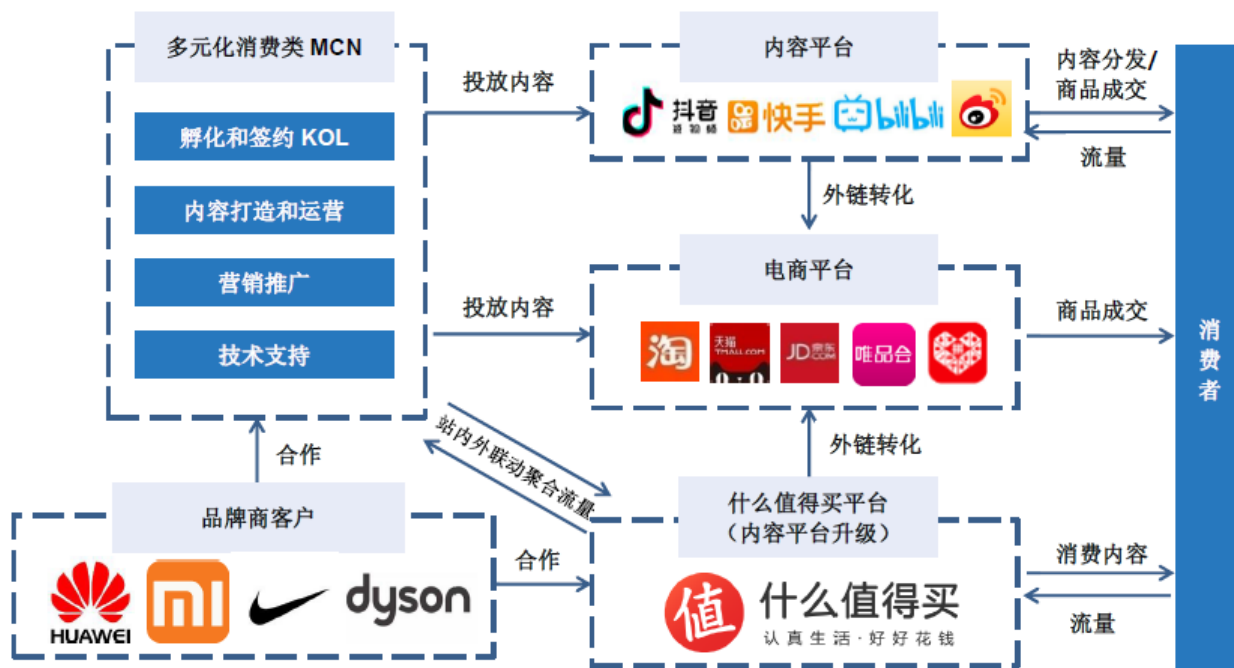 多元化消费类 MCN
孵化和签约 KOL
内容打造和运营
营销推广
技术支持
投放内容
投放内容
内容平台
抖音
短视频
快手
bilibili
内容分发/
商品成交
流量
外链转化
电商平台
淘
天猫
TMALL.COM
JD京东
.COM
唯品会
拼
商品成交
消费者
外链转化
站内外联动聚合流量
合作
品牌商客户
HUAWEI
mi
dyson
合作
什么值得买平台
（内容平台升级）
值
什么值得买
认真生活·好好花钱
消费内容
流量